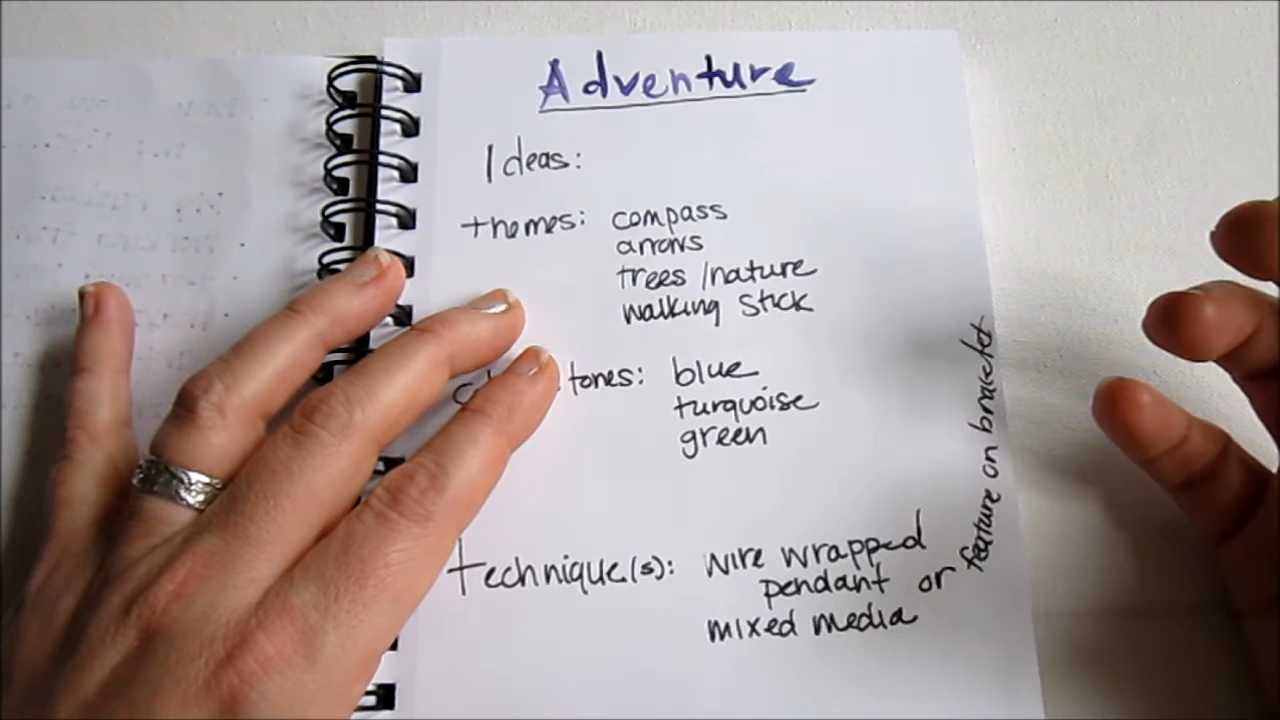 Adventure
Ideas:
themes: compass
arrows
trees/nature
walking stick
tones: blue
turquoise
green
technique(s): wire wrapped
pendant or
feature on bracelet
mixed media